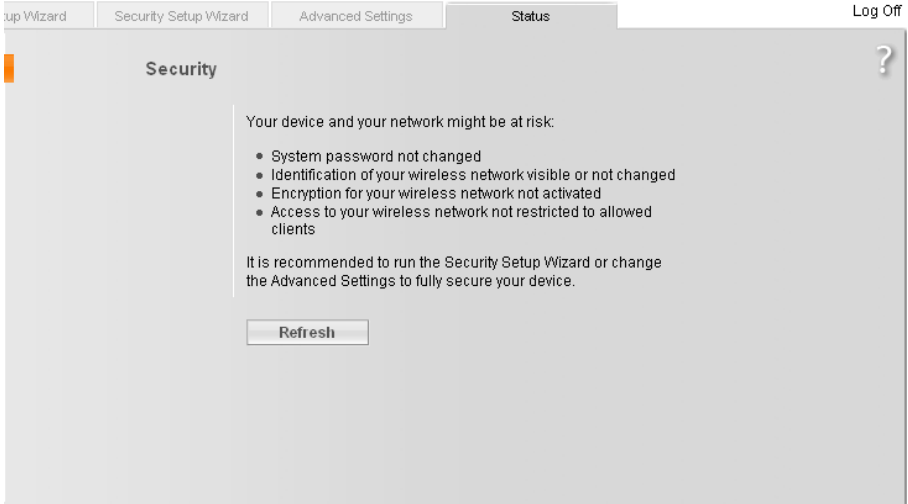 up Wizard Security Setup Wizard Advanced Settings Status Log Off
Security
?
Your device and your network might be at risk:
System password not changed
Identification of your wireless network visible or not changed
Encryption for your wireless network not activated
Access to your wireless network not restricted to allowed
clients
It is recommended to run the Security Setup Wizard or change
the Advanced Settings to fully secure your device.
Refresh